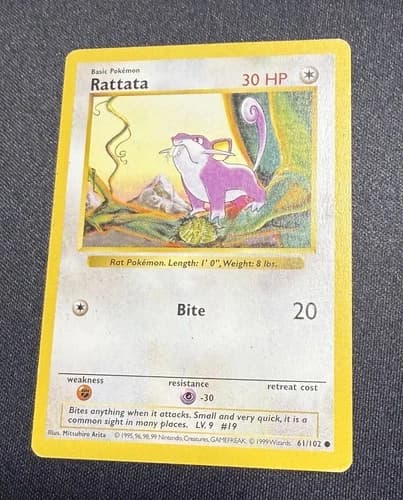 Basic Pokémon
Rattata 30 HP
Rat Pokémon. Length: 1' 0", Weight: 8 lbs.
Bite 20
weakness resistance retreat cost
-30
Bites anything when it attacks. Small and very quick, it is a
common sight in many places. LV. 9 #19
Illus. Mitsuhiro Arita ©1995, 96, 98, 99 Nintendo, Creatures, GAMEFREAK. ©1999 Wizards. 61/102